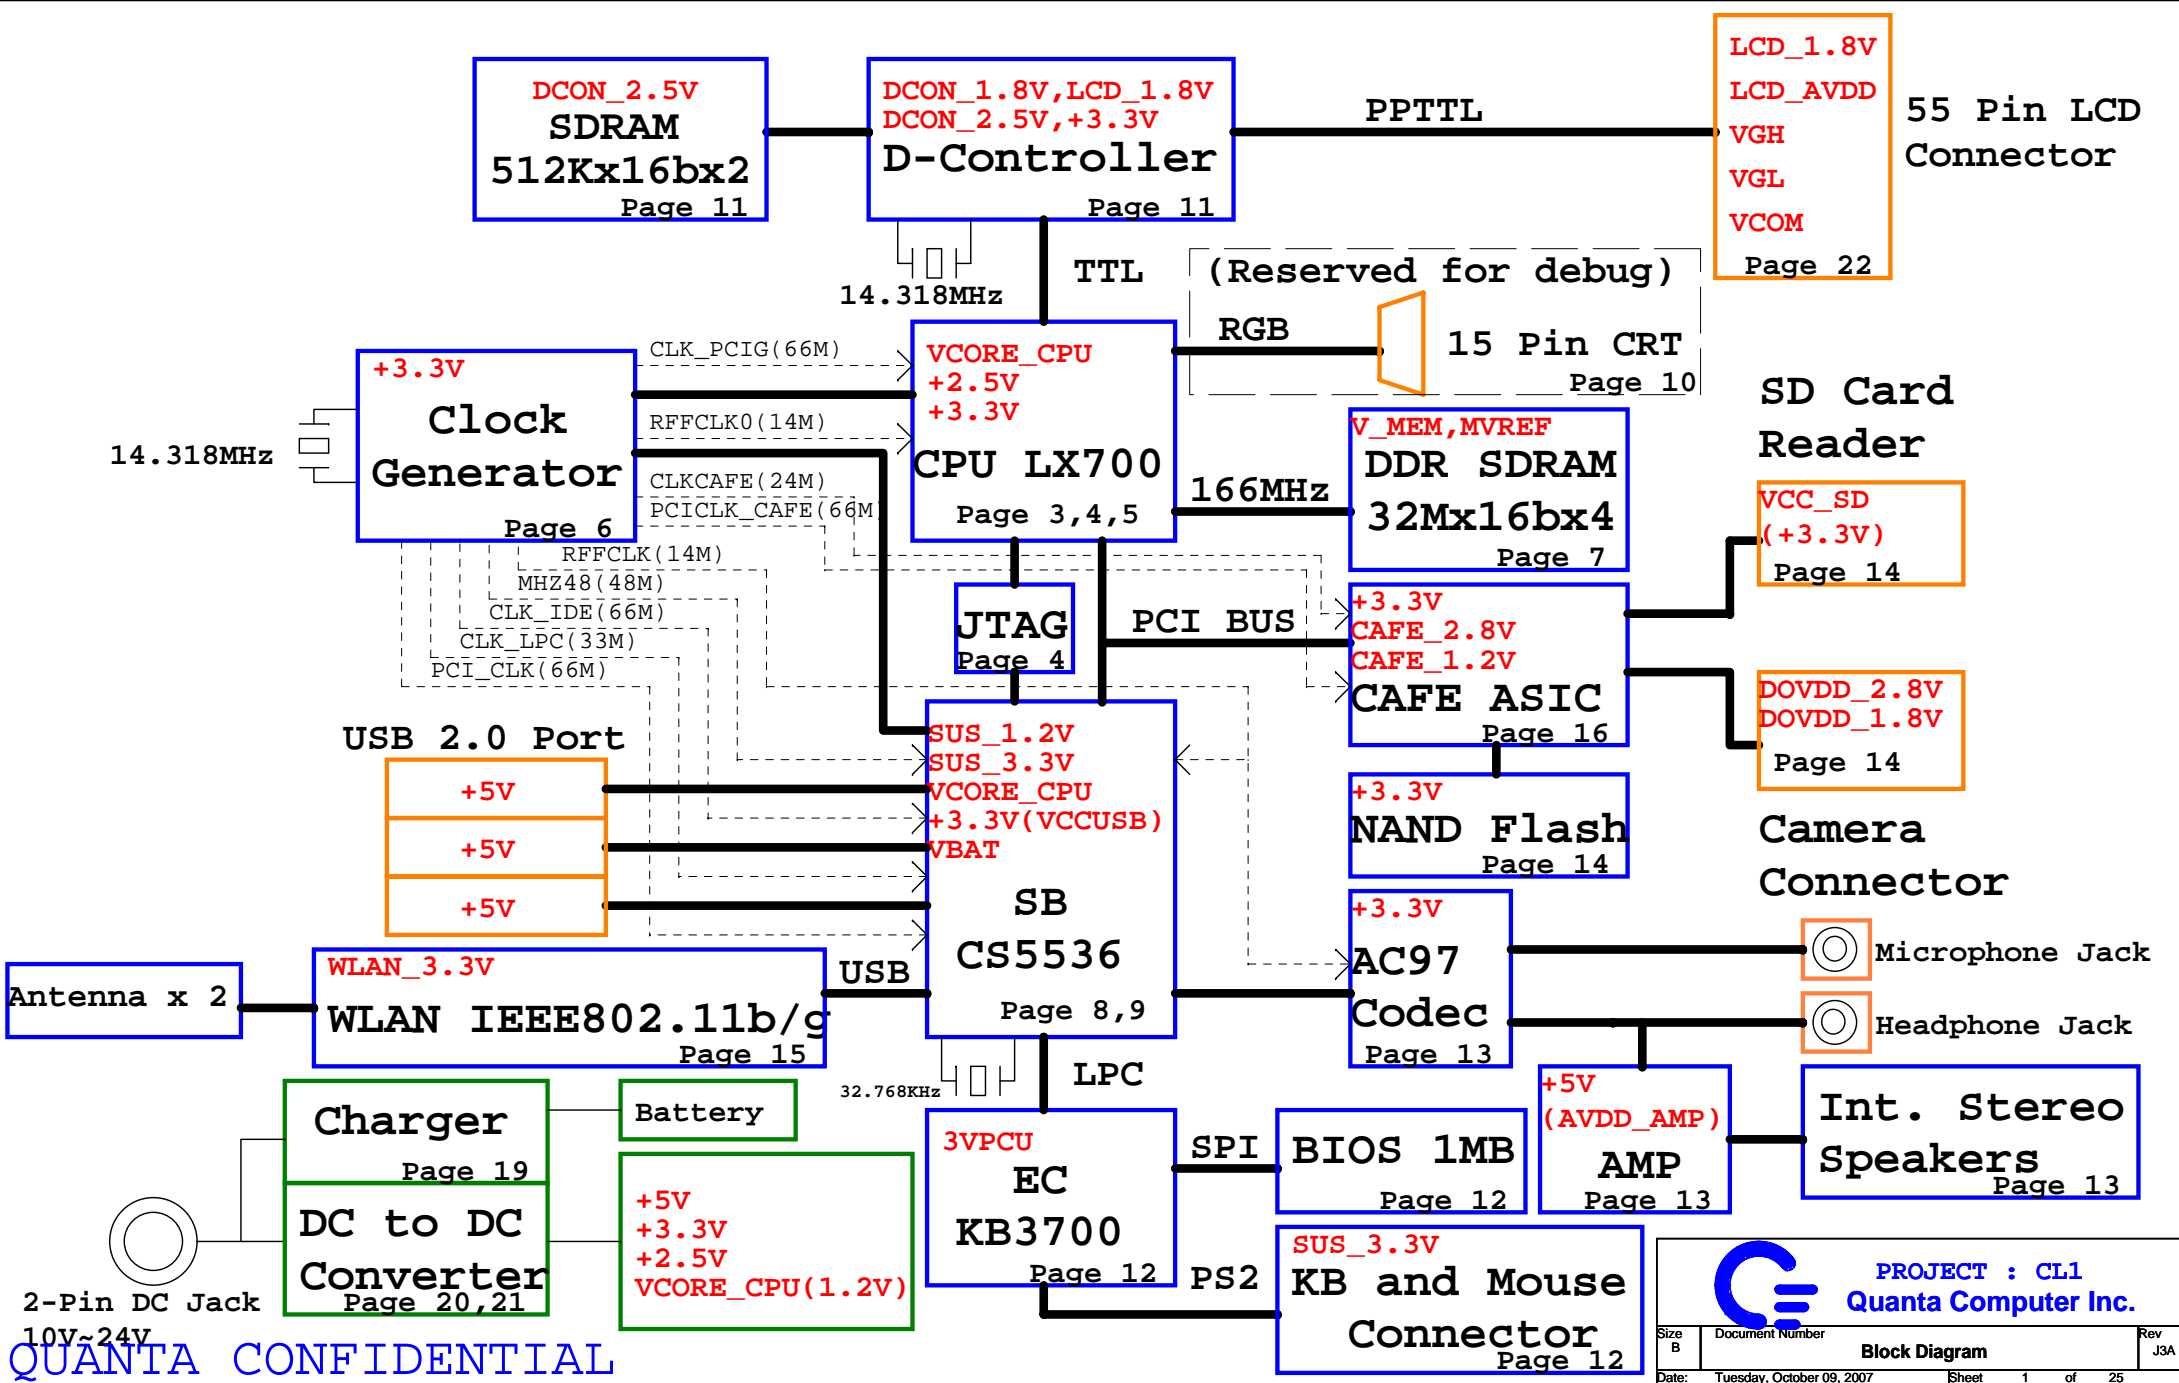 DCON_2.5V
SDRAM
512Kx16bx2
Page 11
DCON_1.8V,LCD_1.8V
DCON_2.5V,+3.3V
D-Controller
Page 11
PPTTL
LCD_1.8V
LCD_AVDD
VGH
VGL
VCOM
Page 22
55 Pin LCD
Connector
14.318MHz
TTL
(Reserved for debug)
RGB
15 Pin CRT
Page 10
14.318MHz
+3.3V
Clock
Generator
Page 6
CLK_PCIG(66M)
RFFCLK0(14M)
CLKCAFE(24M)
PCICLK_CAFE(66M)
RFFCLK(14M)
MHZ48(48M)
CLK_IDE(66M)
CLK_LPC(33M)
PCI_CLK(66M)
VCORE_CPU
+2.5V
+3.3V
CPU LX700
Page 3,4,5
166MHz
V_MEM,MVREF
DDR SDRAM
32Mx16bx4
Page 7
SD Card
Reader
VCC_SD
(+3.3V)
Page 14
JTAG
Page 4
PCI BUS
+3.3V
CAFE_2.8V
CAFE_1.2V
CAFE ASIC
Page 16
DOVDD_2.8V
DOVDD_1.8V
Page 14
Camera
Connector
USB 2.0 Port
+5V
+5V
+5V
SUS_1.2V
SUS_3.3V
VCORE_CPU
+3.3V(VCCUSB)
VBAT
SB
CS5536
Page 8,9
+3.3V
NAND Flash
Page 14
+3.3V
AC97
Codec
Page 13
Microphone Jack
Headphone Jack
Antenna x 2
WLAN_3.3V
WLAN IEEE802.11b/g
Page 15
USB
32.768KHz
LPC
+5V
(AVDD_AMP)
AMP
Page 13
Int. Stereo
Speakers
Page 13
Charger
Page 19
Battery
DC to DC
Converter
Page 20,21
+5V
+3.3V
+2.5V
VCORE_CPU(1.2V)
2-Pin DC Jack
10V~24V
3VPCU
EC
KB3700
Page 12
SPI
BIOS 1MB
Page 12
PS2
SUS_3.3V
KB and Mouse
Connector
Page 12
QUANTA CONFIDENTIAL
PROJECT : CL1
Quanta Computer Inc.
Size
B
Document Number
Block Diagram
Rev
J3A
Date: Tuesday, October 09, 2007 Sheet 1 of 25